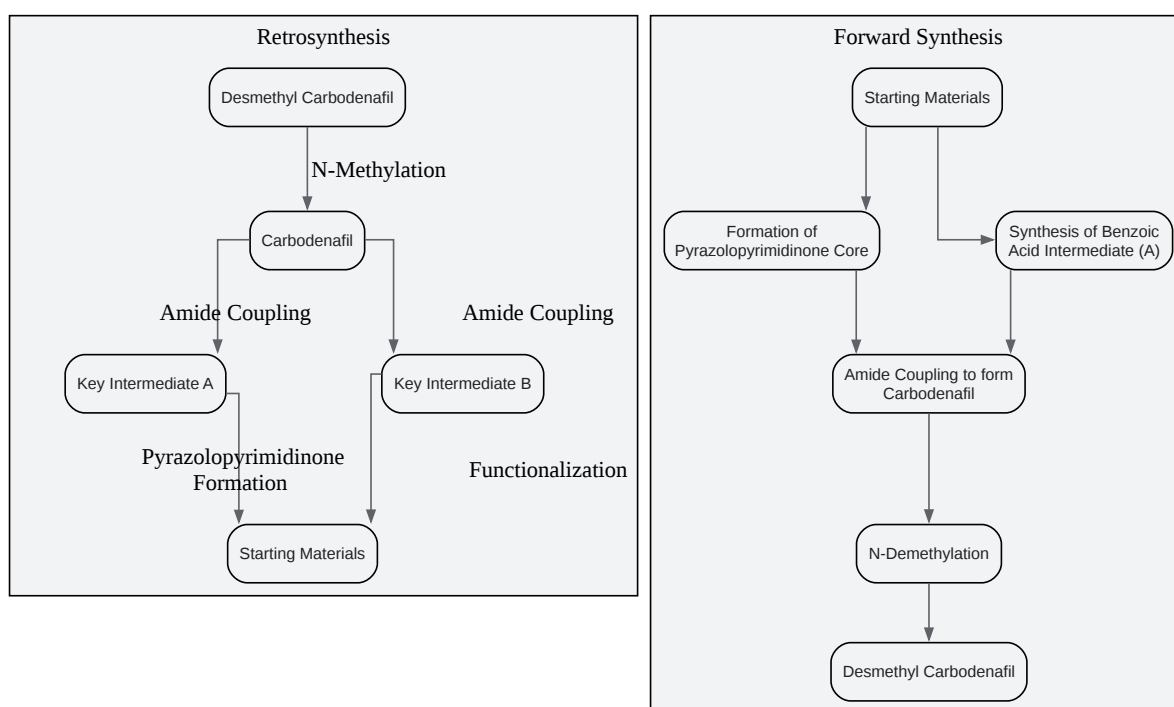 Retrosynthesis
Desmethyl Carbodenafil
N-Methylation
Carbodenafil
Amide Coupling
Amide Coupling
Key Intermediate A
Key Intermediate B
Pyrazolopyrimidinone
Formation
Functionalization
Starting Materials
Forward Synthesis
Starting Materials
Formation of
Pyrazolopyrimidinone Core
Synthesis of Benzoic
Acid Intermediate (A)
Amide Coupling to form
Carbodenafil
N-Demethylation
Desmethyl Carbodenafil